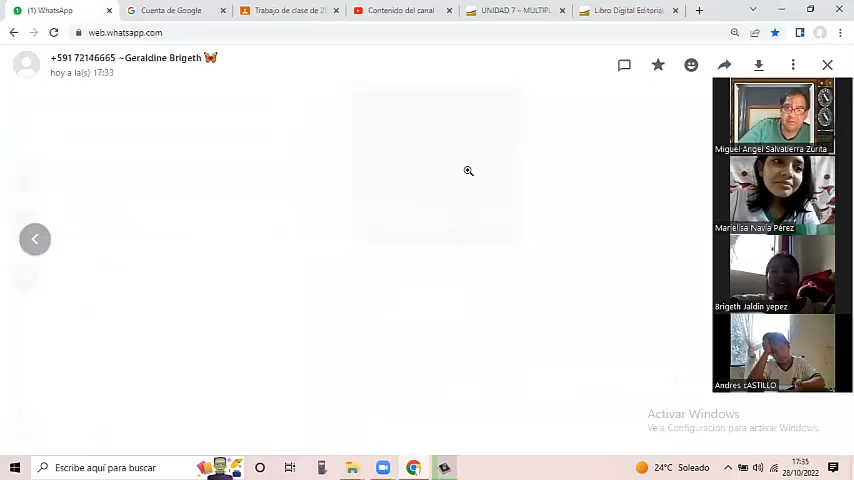 (1) WhatsApp
Cuenta de Google
Trabajo de clase de 2S
Contenido del canal
UNIDAD 7 – MULTIPL
Libro Digital Editorial
web.whatsapp.com
+591 72146665 ~Geraldine Brigeth
hoy a la(s) 17:33
Miguel Angel Salvatierra Zurita
Marielisa Navia Pérez
Brigeth Jaldin yepez
Andres cASTILLO
Activar Windows
Ve a Configuración para activar Windows.
Escribe aquí para buscar
24°C Soleado
17:35
28/10/2022